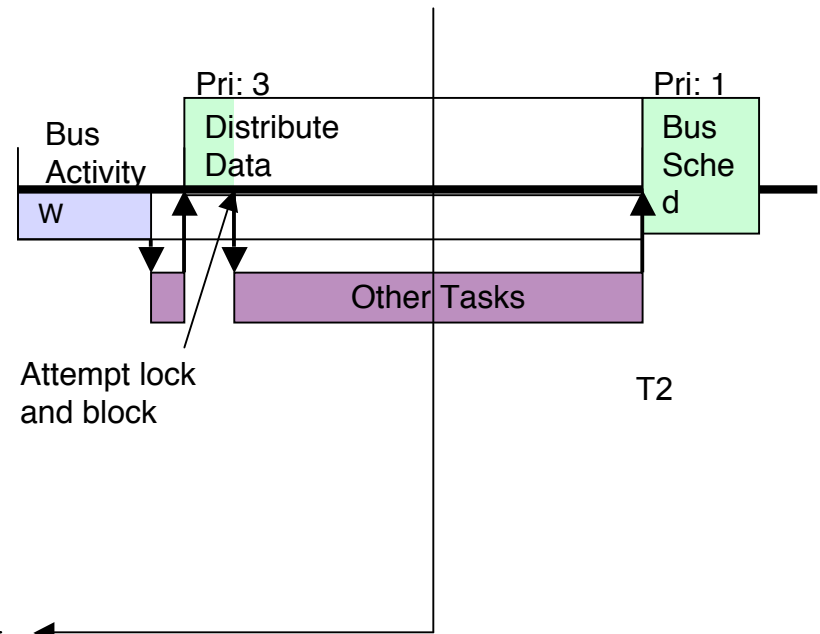 Pri: 3
Pri: 1
Bus
Activity
Distribute
Data
Bus
Sche
d
W
Other Tasks
Attempt lock
and block
T2